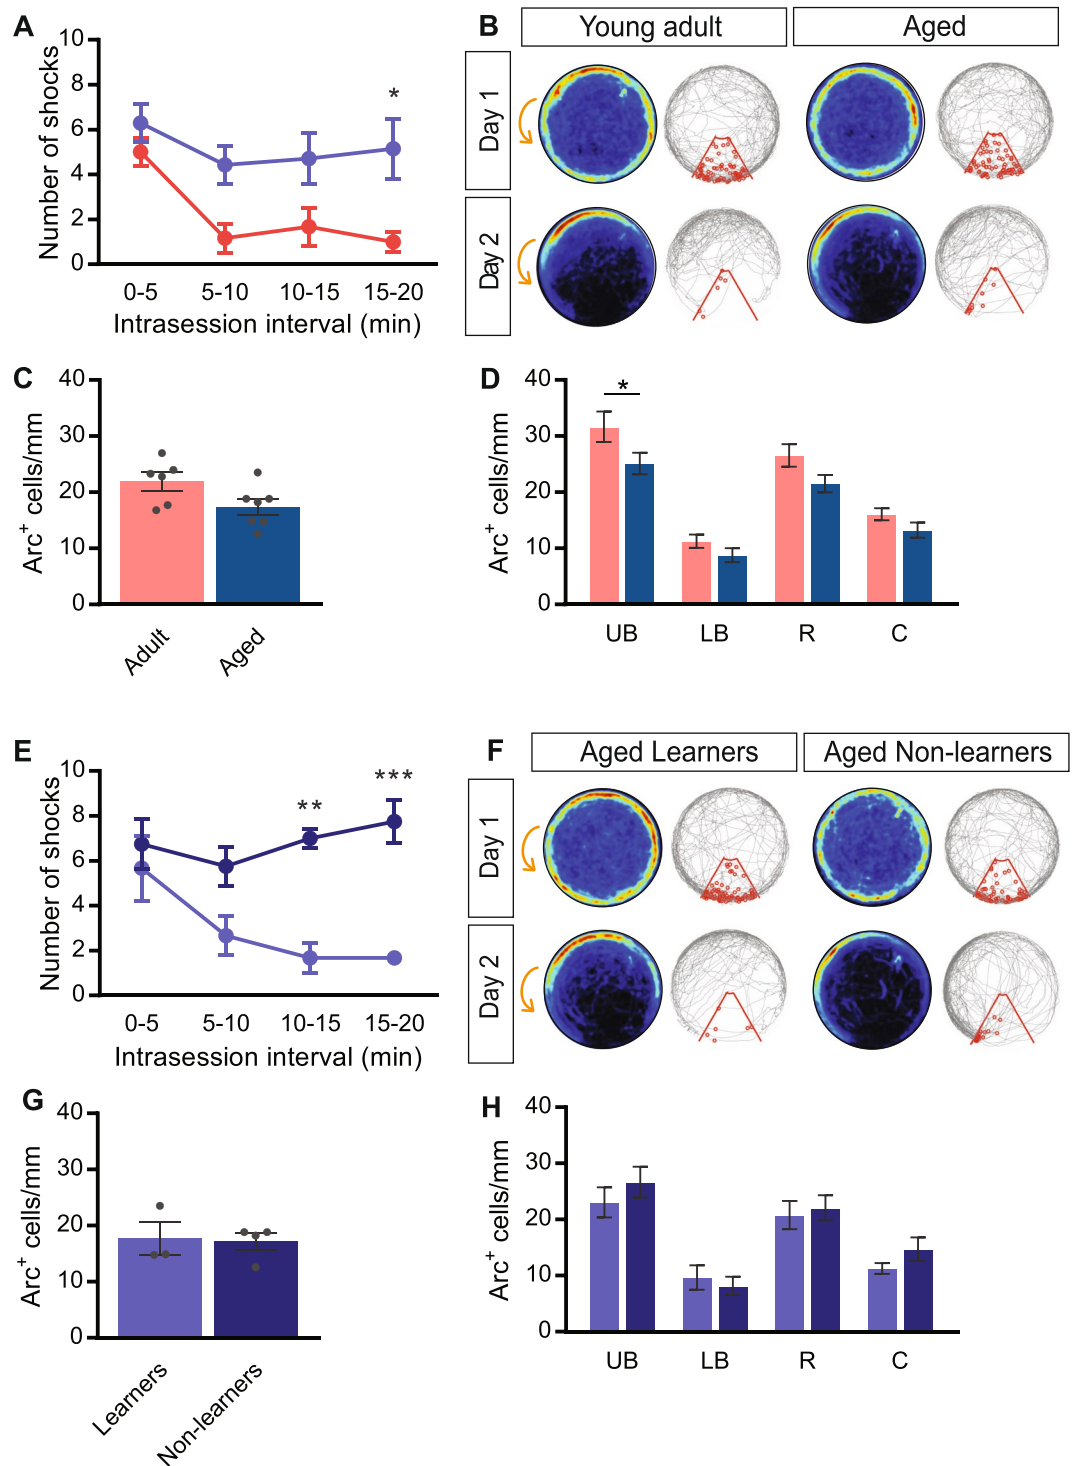 A
10
8
6
4
2
0
*
Number of shocks
0-5 5-10 10-15 15-20
Intrasession interval (min)
B
Young adult Aged
Day 1
Day 2
C
40
30
20
10
0
Arc+ cells/mm
Adult Aged
D
40
30
20
10
0
*
Arc+ cells/mm
UB LB R C
E
10
8
6
4
2
0
** ***
Number of shocks
0-5 5-10 10-15 15-20
Intrasession interval (min)
F
Aged Learners Aged Non-learners
Day 1
Day 2
G
40
30
20
10
0
Arc+ cells/mm
Learners Non-learners
H
40
30
20
10
0
Arc+ cells/mm
UB LB R C